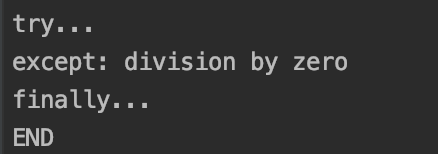 try...
except: division by zero
finally...
END